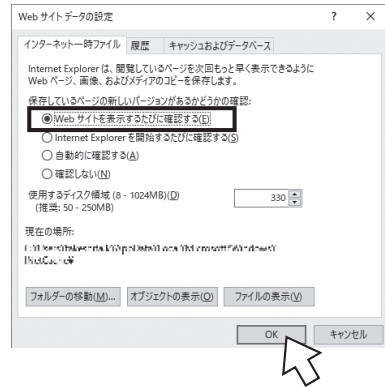 Web サイト データの設定 ? ×
インターネット一時ファイル 履歴 キャッシュおよびデータベース
Internet Explorer は、閲覧しているページを次回もっと早く表示できるように
Web ページ、画像、およびメディアのコピーを保存します。
保存しているページの新しいバージョンがあるかどうかの確認:
Web サイトを表示するたびに確認する(E)
Internet Explorer を開始するたびに確認する(S)
自動的に確認する(A)
確認しない(N)
使用するディスク領域 (8 - 1024MB)(D) 330
(推奨: 50 - 250MB)
現在の場所:
フォルダーの移動(M)... オブジェクトの表示(O) ファイルの表示(V)
OK キャンセル